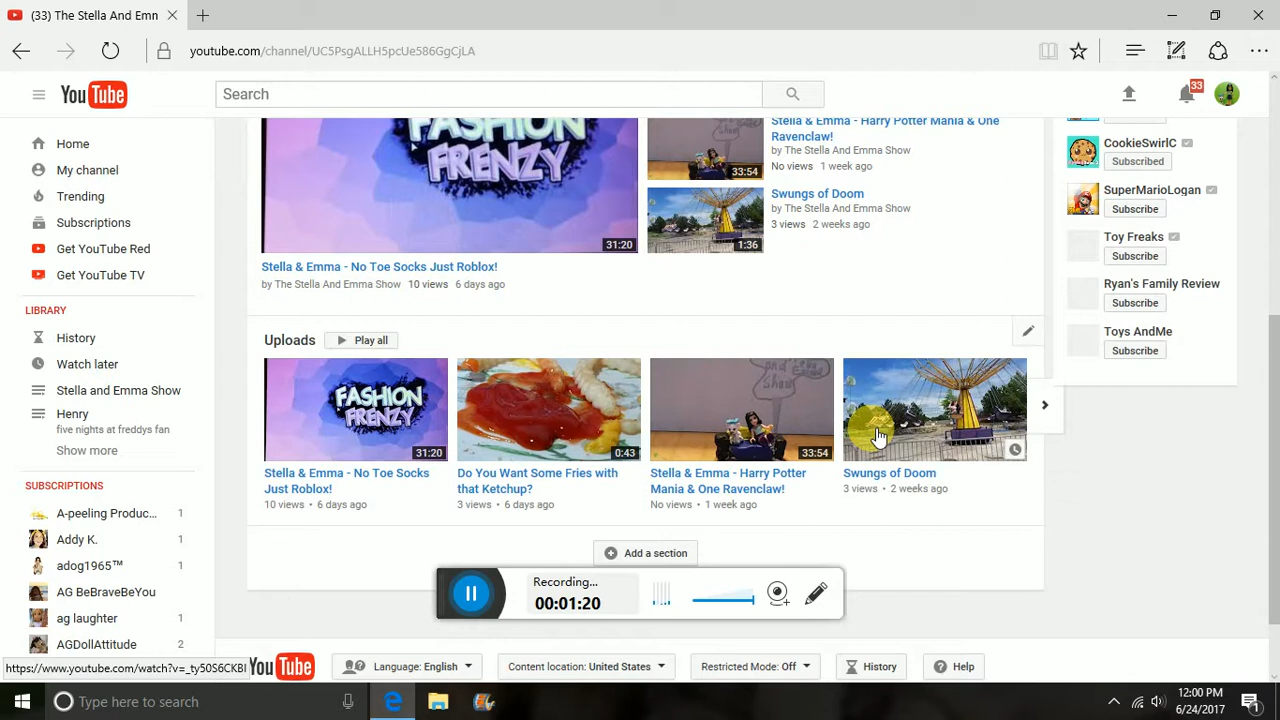 (33) The Stella And Emn
youtube.com/channel/UC5PsgALLH5pcUe586GgCjLA
YouTube
Search
33
Home
My channel
Trending
Subscriptions
Get YouTube Red
Get YouTube TV
LIBRARY
History
Watch later
Stella and Emma Show
Henry
five nights at freddys fan
Show more
SUBSCRIPTIONS
A-peeling Produc... 1
Addy K. 1
adog1965™ 1
AG BeBraveBeYou
ag laughter 1
AGDollAttitude 2
https://www.youtube.com/watch?v=_ty50S6CKBI
FASHION
FRENZY
31:20
Stella & Emma - No Toe Socks Just Roblox!
by The Stella And Emma Show 10 views 6 days ago
33:54
Stella & Emma - Harry Potter Mania & One
Ravenclaw!
by The Stella And Emma Show
No views 1 week ago
1:36
Swungs of Doom
by The Stella And Emma Show
3 views 2 weeks ago
CookieSwirlC
Subscribed
SuperMarioLogan
Subscribe
Toy Freaks
Subscribe
Ryan's Family Review
Subscribe
Toys AndMe
Subscribe
Uploads Play all
FASHION
FRENZY
31:20
Stella & Emma - No Toe Socks
Just Roblox!
10 views • 6 days ago
0:43
Do You Want Some Fries with
that Ketchup?
3 views • 6 days ago
33:54
Stella & Emma - Harry Potter
Mania & One Ravenclaw!
No views • 1 week ago
Swungs of Doom
3 views • 2 weeks ago
Add a section
Recording...
00:01:20
YouTube
Language: English
Content location: United States
Restricted Mode: Off
History
Help
Type here to search
12:00 PM
6/24/2017
1